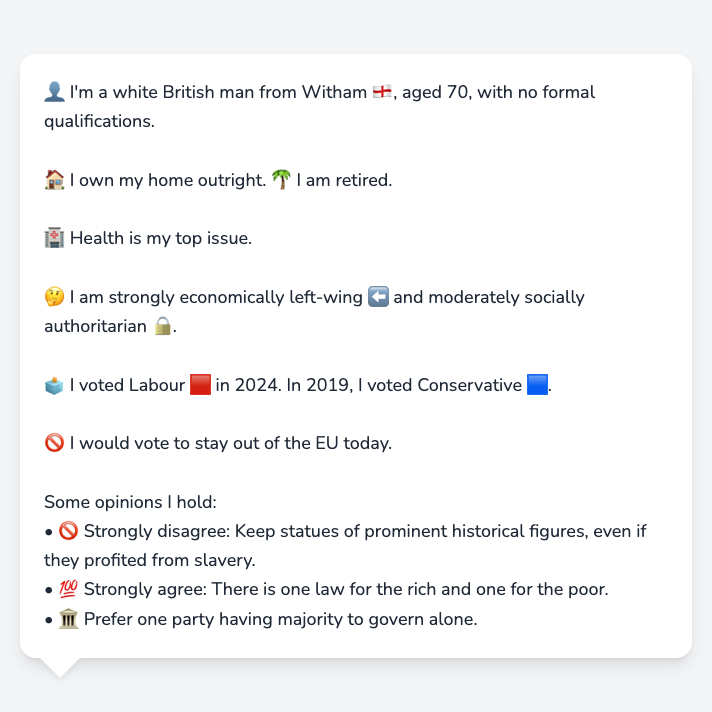 👤 I'm a white British man from Witham 🏴󠁧󠁢󠁥󠁮󠁧󠁿, aged 70, with no formal
qualifications.
🏠 I own my home outright. 🌴 I am retired.
🏥 Health is my top issue.
🤔 I am strongly economically left-wing ⬅️ and moderately socially
authoritarian 🔒.
🗳️ I voted Labour 🟥 in 2024. In 2019, I voted Conservative 🟦.
🚫 I would vote to stay out of the EU today.
Some opinions I hold:
• 🚫 Strongly disagree: Keep statues of prominent historical figures, even if
they profited from slavery.
• 💯 Strongly agree: There is one law for the rich and one for the poor.
• 🏛️ Prefer one party having majority to govern alone.